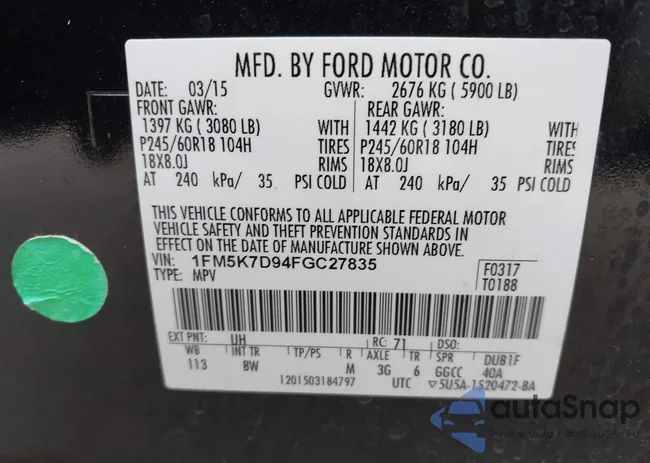 MFD. BY FORD MOTOR CO.
DATE: 03/15 GVWR: 2676 KG ( 5900 LB)
FRONT GAWR: REAR GAWR:
1397 KG ( 3080 LB) 1442 KG ( 3180 LB) WITH
P245/60R18 104H TIRES P245/60R18 104H TIRES
18X8.0J RIMS 18X8.0J RIMS
AT 240 kPa/ 35 PSI COLD AT 240 kPa/ 35 PSI COLD
THIS VEHICLE CONFORMS TO ALL APPLICABLE FEDERAL MOTOR
VEHICLE SAFETY AND THEFT PREVENTION STANDARDS IN
EFFECT ON THE DATE OF MANUFACTURE SHOWN ABOVE.
VIN: 1FM5K7D94FGC27835 F0317
TYPE: MPV T0188
EXT PNT: UH RC: 71 DSO:
WB INT TR TP/PS R AXLE TR SPR DUB1F
113 8W M 3G 6 GGCC 40A
1201503184797 UTC ▽5U5A-1520472-BA
autoSnap